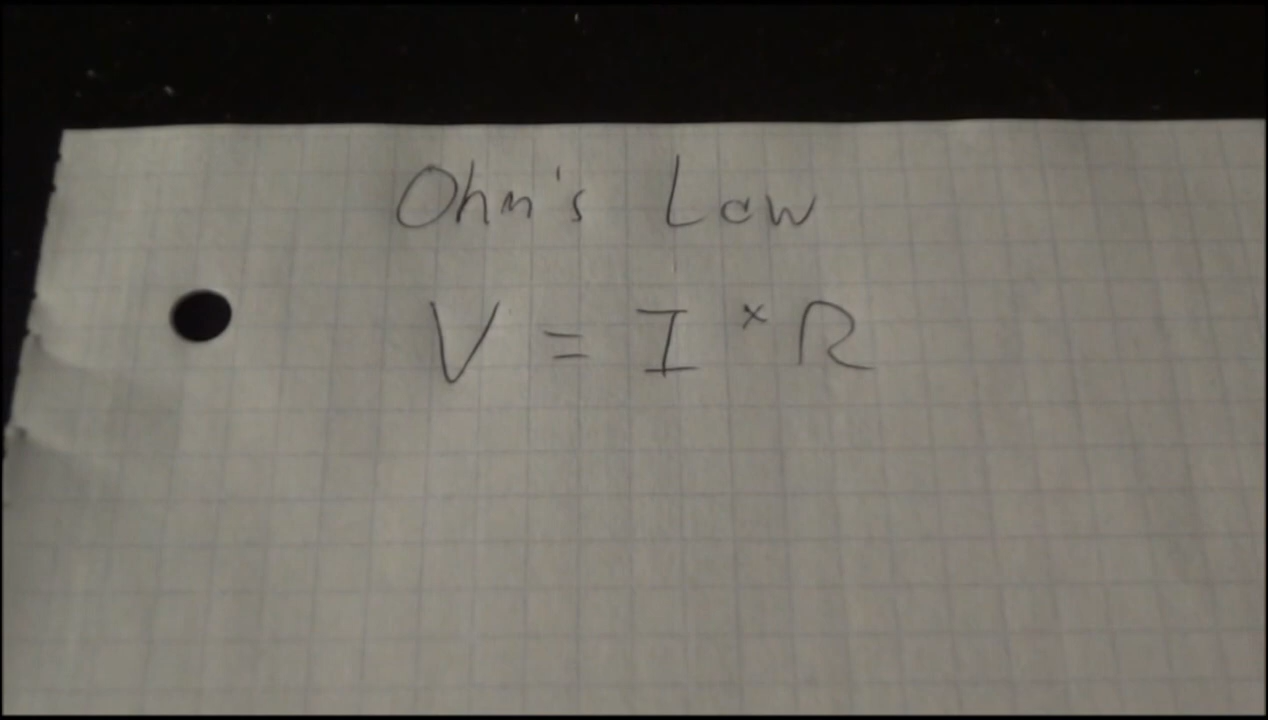 Ohm's Law
V = I × R